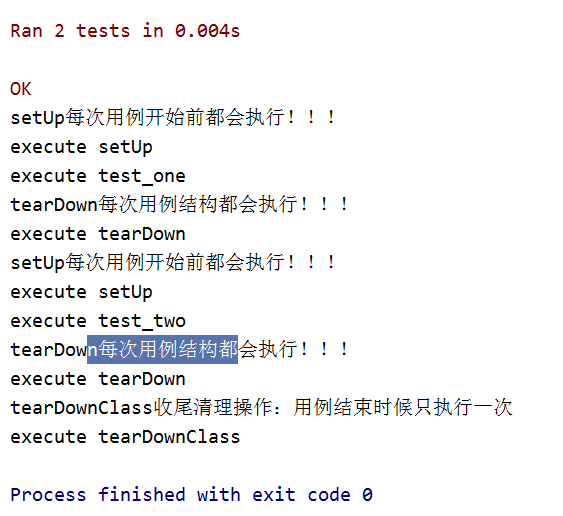 Ran 2 tests in 0.004s
OK
setUp每次用例开始前都会执行！！！
execute setUp
execute test_one
tearDown每次用例结构都会执行！！！
execute tearDown
setUp每次用例开始前都会执行！！！
execute setUp
execute test_two
tearDown每次用例结构都会执行！！！
execute tearDown
tearDownClass收尾清理操作：用例结束时候只执行一次
execute tearDownClass
Process finished with exit code 0